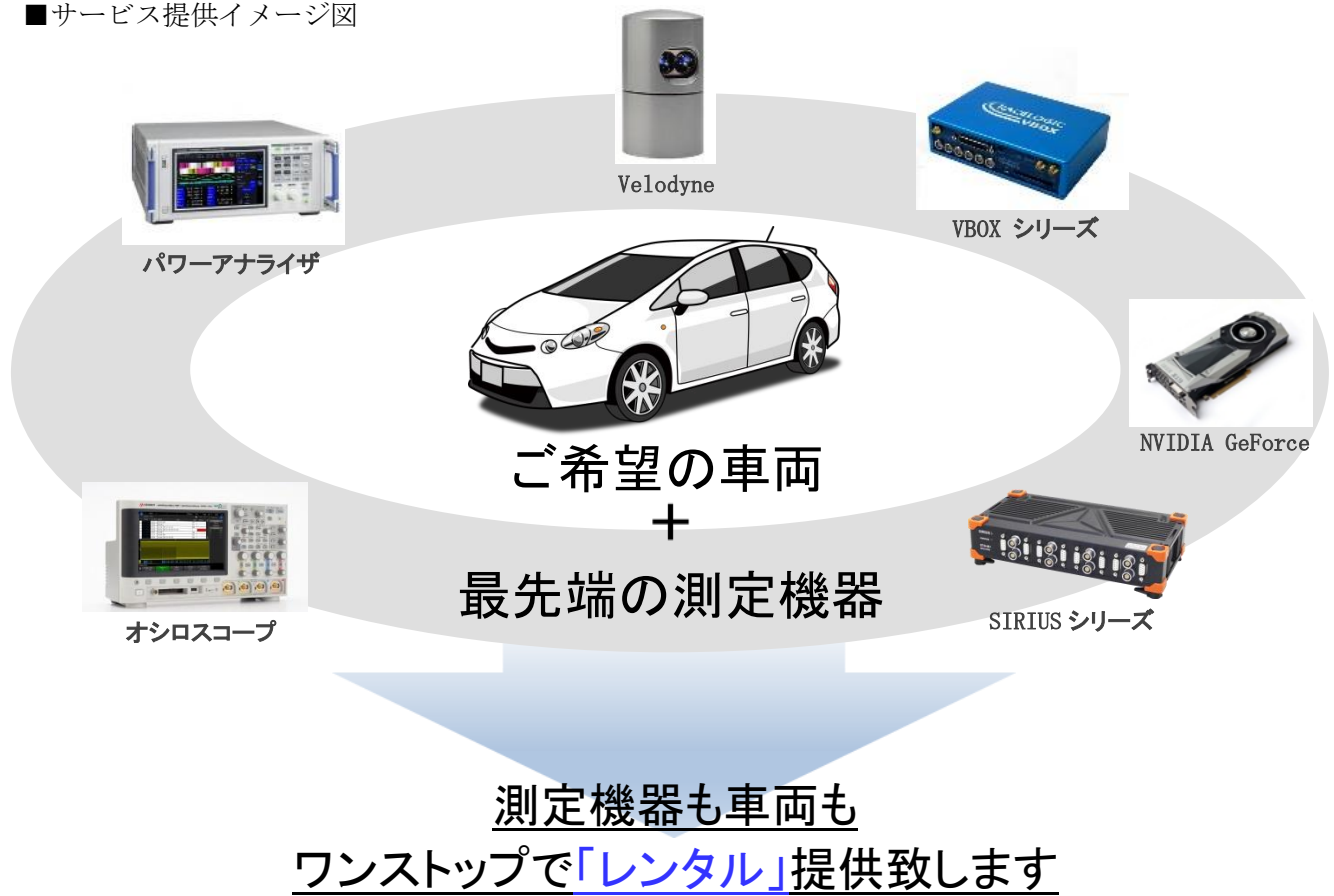 ■サービス提供イメージ図
Velodyne
RACELOGIC
VBOX
VBOX シリーズ
パワーアナライザ
NVIDIA GeForce
ご希望の車両
+
最先端の測定機器
オシロスコープ
SIRIUS シリーズ
測定機器も車両も
ワンストップで「レンタル」提供致します